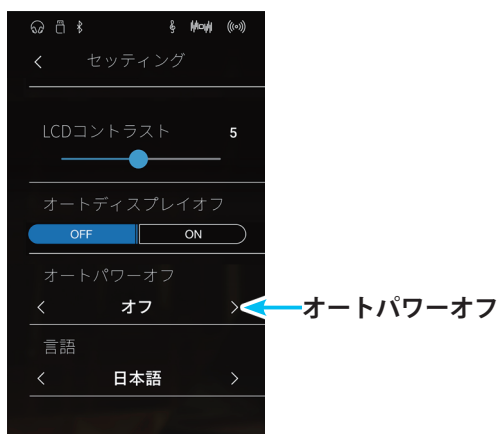 セッティング
LCDコントラスト 5
オートディスプレイオフ
OFF ON
オートパワーオフ
オフ
オートパワーオフ
言語
日本語